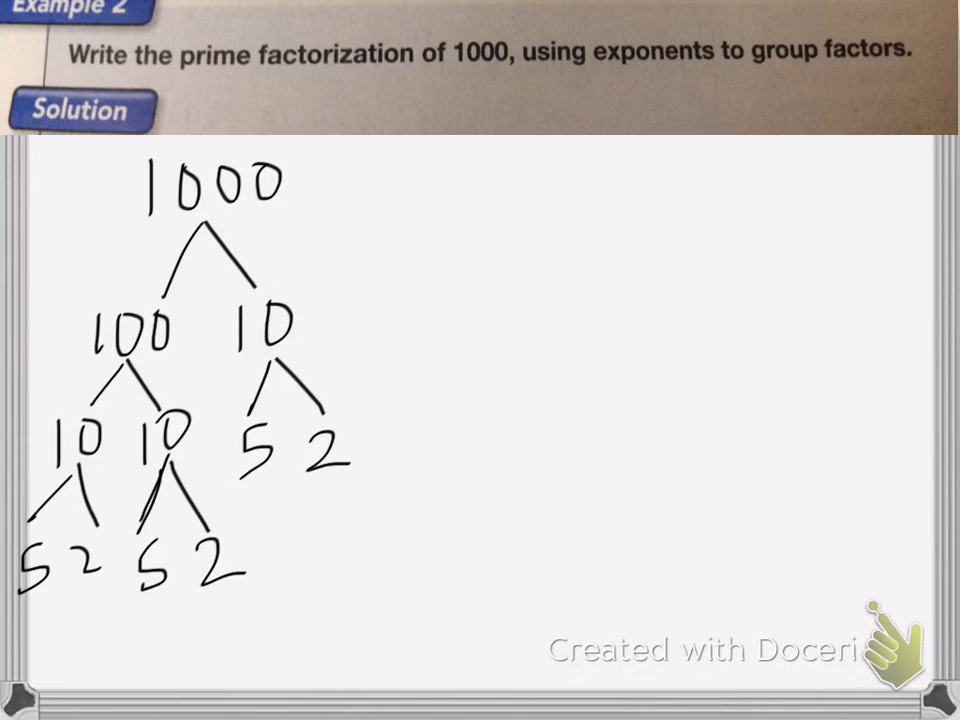 Example 2
Write the prime factorization of 1000, using exponents to group factors.
Solution
1000
100 10
10 10 5 2
5 2 5 2
Created with Doceri